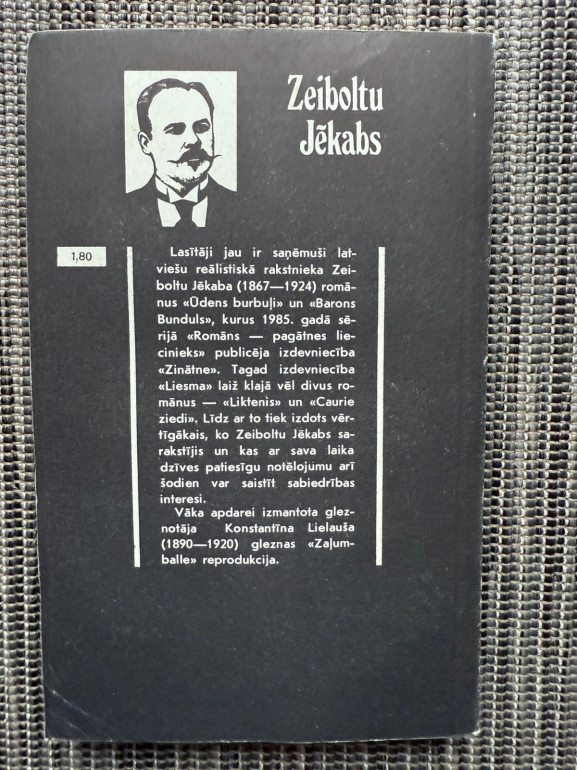 Zeiboltu
Jēkabs
1,80
Lasītāji jau ir saņēmuši lat-
viešu reālistiskā rakstnieka Zei-
boltu Jēkaba (1867—1924) romā-
nus «Ūdens burbuļi» un «Barons
Bunduls», kurus 1985. gadā sē-
rijā «Romāns — pagātnes lie-
cinieks» publicēja izdevniecība
«Zinātne». Tagad izdevniecība
«Liesma» laiž klajā vēl divus ro-
mānus — «Liktenis» un «Caurie
ziedi», Līdz ar to tiek izdots vēr-
tīgākais, ko Zeiboltu Jēkabs sa-
rakstījis un kas ar sava laika
dzīves patiesīgu notēlojumu arī
šodien var saistīt sabiedrības
interesi.
Vāka apdarei izmantota glez-
notāja Konstantīna Lielauša
(1890—1920) gleznas «Zaļum-
balle» reprodukcija.